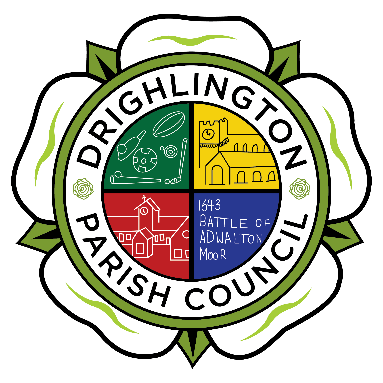 DRIGHLINGTON
1643
BATTLE OF
ADWALTON
MOOR
PARISH COUNCIL